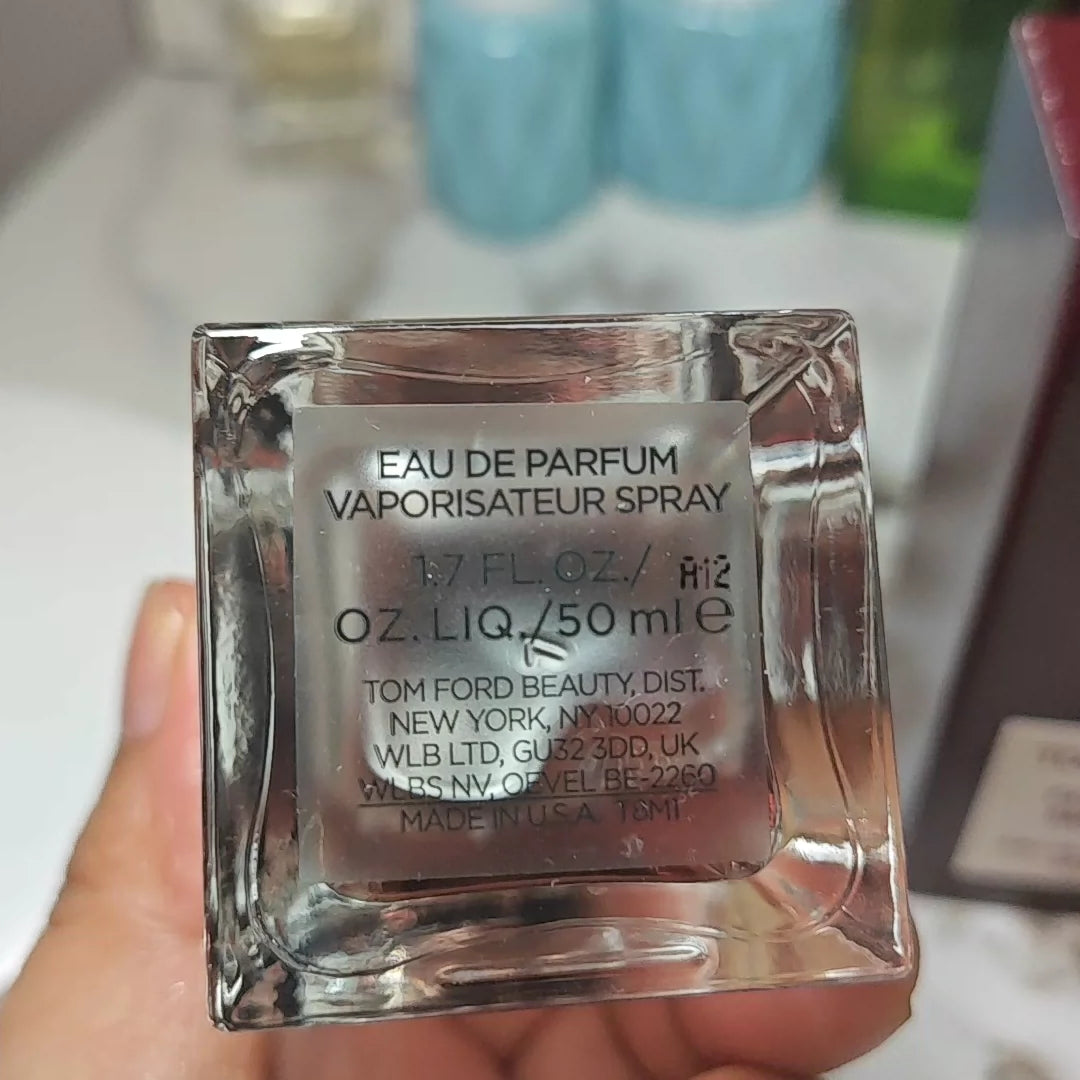 EAU DE PARFUM
VAPORISATEUR SPRAY
1.7 FL. OZ./
A12
OZ. LIQ./50 ml e
TOM FORD BEAUTY, DIST.
NEW YORK, NY 10022
WLB LTD, GU32 3DD, UK
WLBS NV, OEVEL BE-2260
MADE IN U.S.A. 18M1